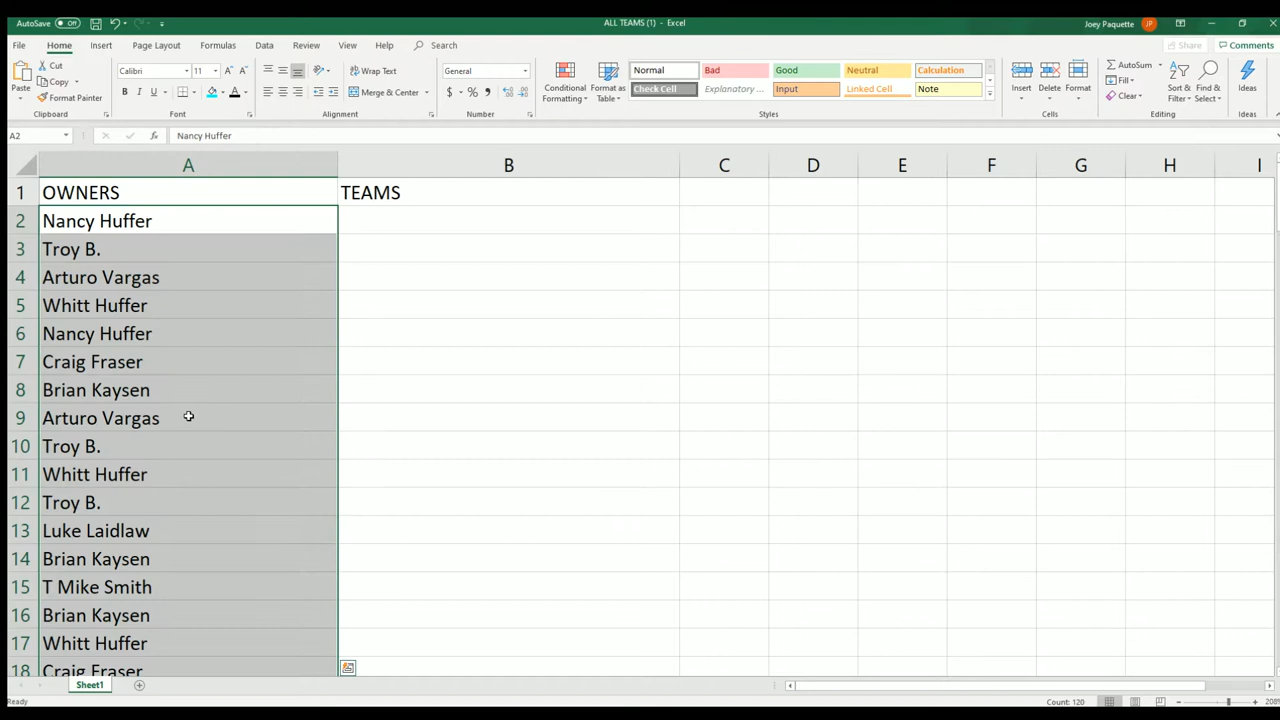 AutoSave Off ALL TEAMS (1) - Excel Joey Paquette JP
File Home Insert Page Layout Formulas Data Review View Help Search Share Comments
Cut Calibri 11 Wrap Text General Normal Bad Good Neutral Calculation AutoSum
Copy Fill
Paste Format Painter B I U A Merge & Center $ % Conditional Formatting Format as Table Check Cell Explanatory ... Input Linked Cell Note Insert Delete Format Clear Sort & Filter Find & Select Ideas
Clipboard Font Alignment Number Styles Cells Editing Ideas
A2 fx Nancy Huffer
A B C D E F G H I
1 OWNERS TEAMS
2 Nancy Huffer
3 Troy B.
4 Arturo Vargas
5 Whitt Huffer
6 Nancy Huffer
7 Craig Fraser
8 Brian Kaysen
9 Arturo Vargas
10 Troy B.
11 Whitt Huffer
12 Troy B.
13 Luke Laidlaw
14 Brian Kaysen
15 T Mike Smith
16 Brian Kaysen
17 Whitt Huffer
18 Craig Fraser
Sheet1
Ready Count: 120